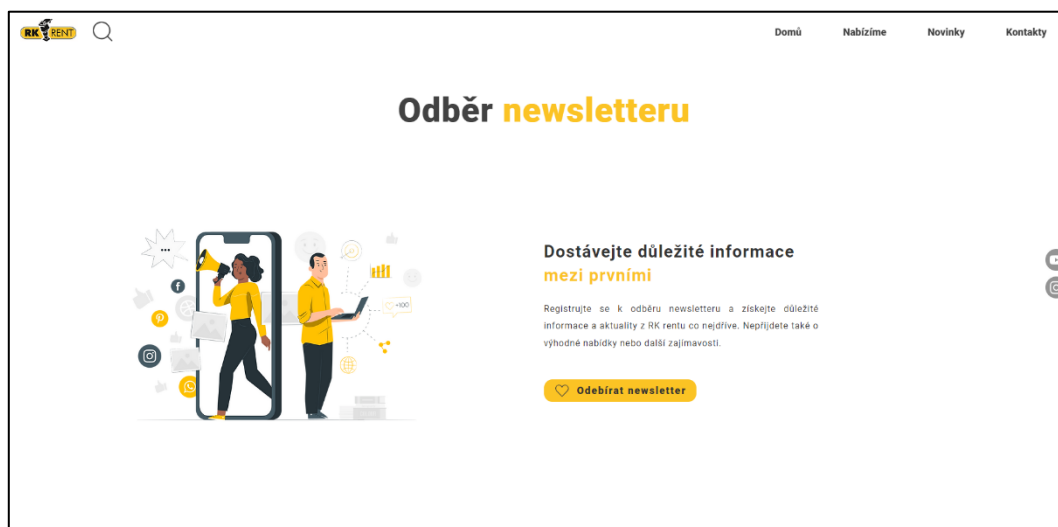 RK RENT
Domů Nabízíme Novinky Kontakty
Odběr newsletteru
Dostávejte důležité informace
mezi prvními
Registrujte se k odběru newsletteru a získejte důležité
informace a aktuality z RK rentu co nejdříve. Nepřijdete také o
výhodné nabídky nebo další zajímavosti.
Odebírat newsletter
+100